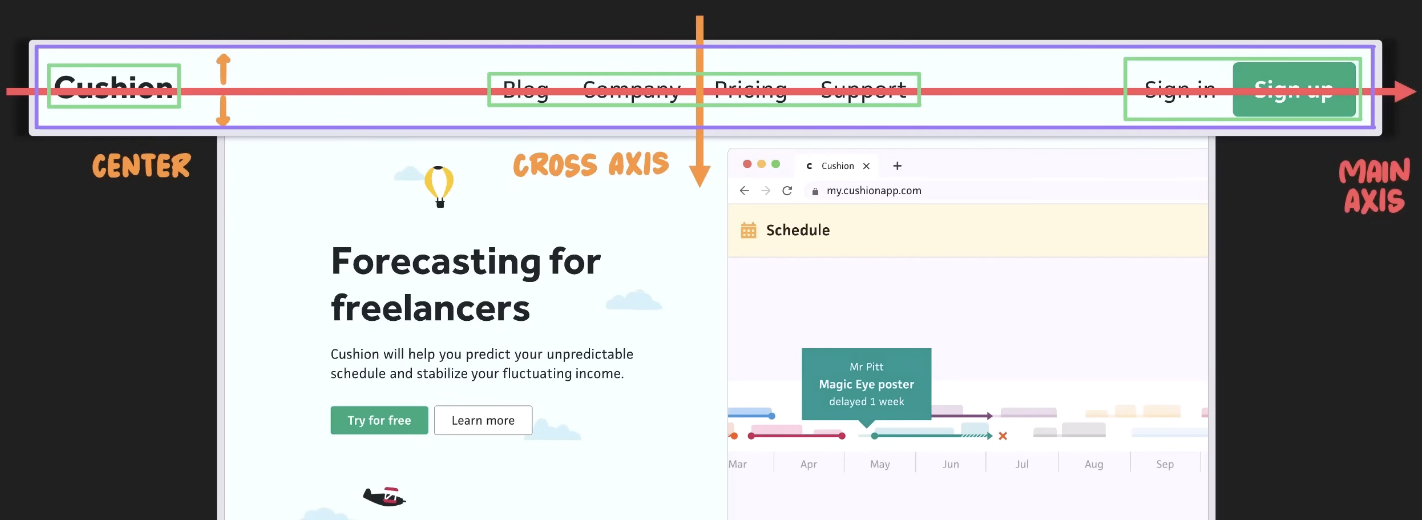 Cushion
Blog Company Pricing Support
Sign in Sign up
CENTER
CROSS AXIS
MAIN
AXIS
Forecasting for
freelancers
Cushion will help you predict your unpredictable
schedule and stabilize your fluctuating income.
Try for free Learn more
c Cushion × +
my.cushionapp.com
Schedule
Mr Pitt
Magic Eye poster
delayed 1 week
Mar Apr May Jun Jul Aug Sep